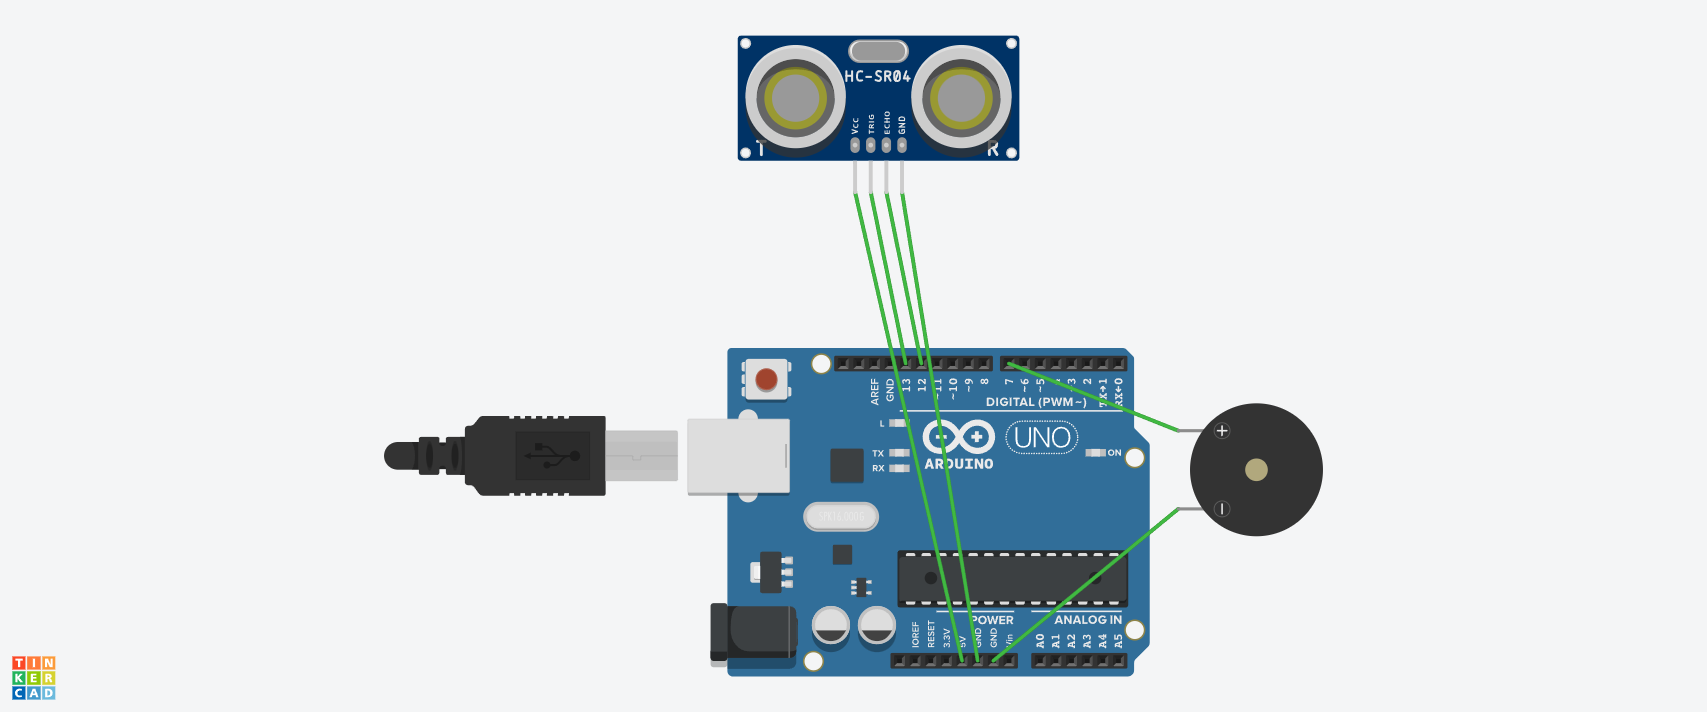 HC-SR04
Vcc
TRIG
ECHO
GND
T
R
AREF
GND
13
12
~11
~10
~9
8
7
~6
~5
~3
2
TX→1
RX←0
DIGITAL (PWM~)
L
TX
RX
ARDUINO
UNO
ON
POWER
ANALOG IN
IOREF
RESET
3.3V
5V
GND
GND
Vin
A0
A1
A2
A3
A4
A5
TIN
KER
CAD